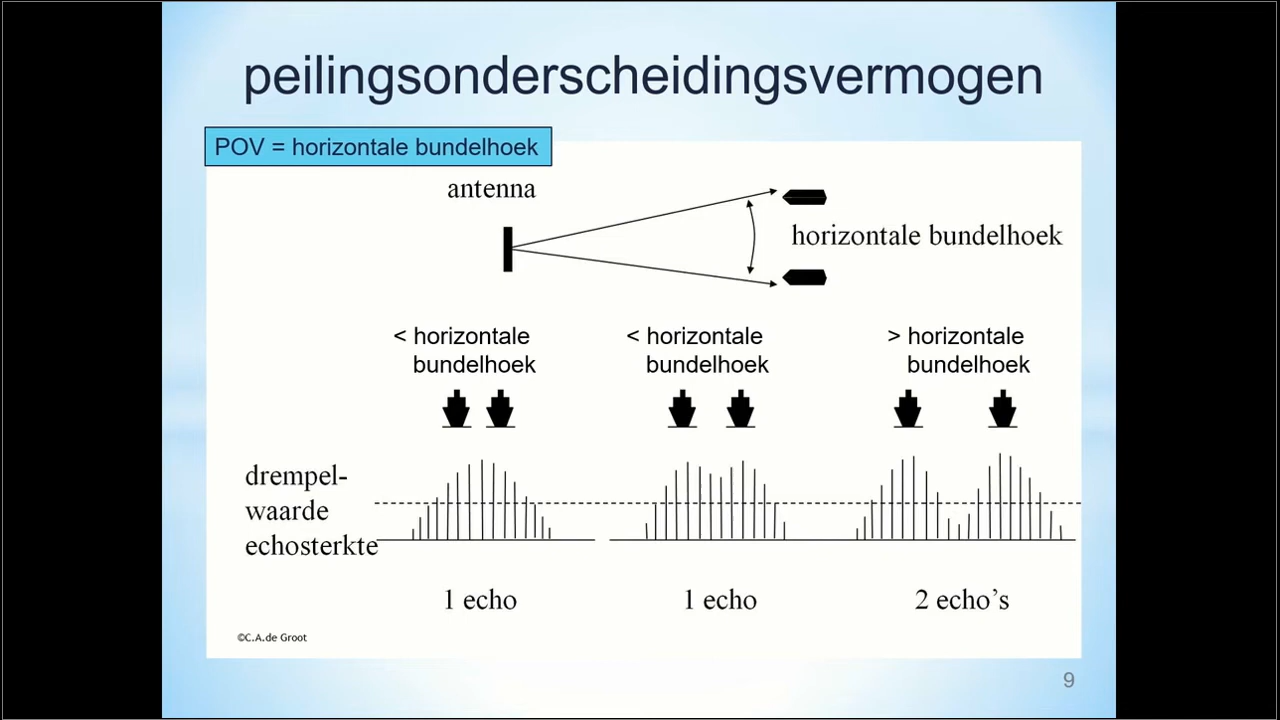 peilingsonderscheidingsvermogen
POV = horizontale bundelhoek
antenna
horizontale bundelhoek
< horizontale
bundelhoek
< horizontale
bundelhoek
> horizontale
bundelhoek
drempel-
waarde
echosterkte
1 echo
1 echo
2 echo’s
©C.A.de Groot
9